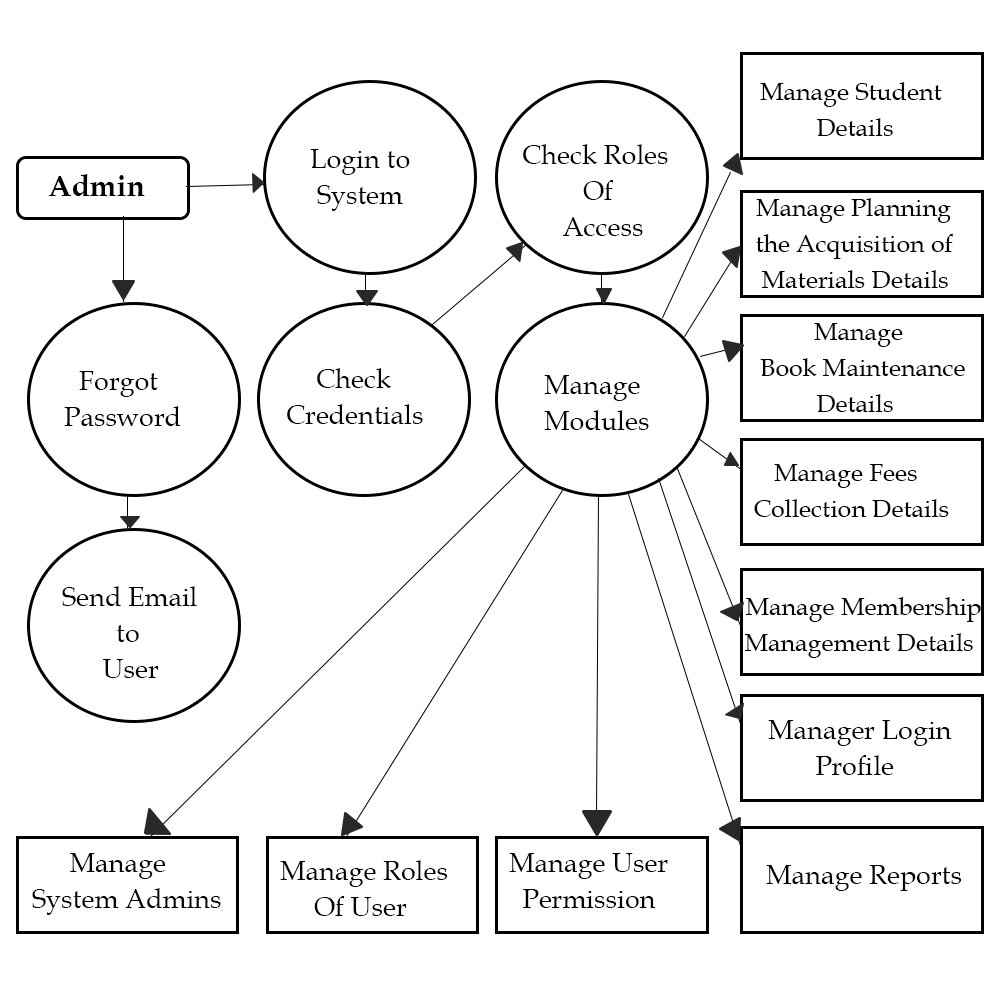 Admin
Login to
System
Check Roles
Of
Access
Manage Student
Details
Manage Planning
the Acquisition of
Materials Details
Forgot
Password
Check
Credentials
Manage
Modules
Manage
Book Maintenance
Details
Manage Fees
Collection Details
Send Email
to
User
Manage Membership
Management Details
Manager Login
Profile
Manage
System Admins
Manage Roles
Of User
Manage User
Permission
Manage Reports